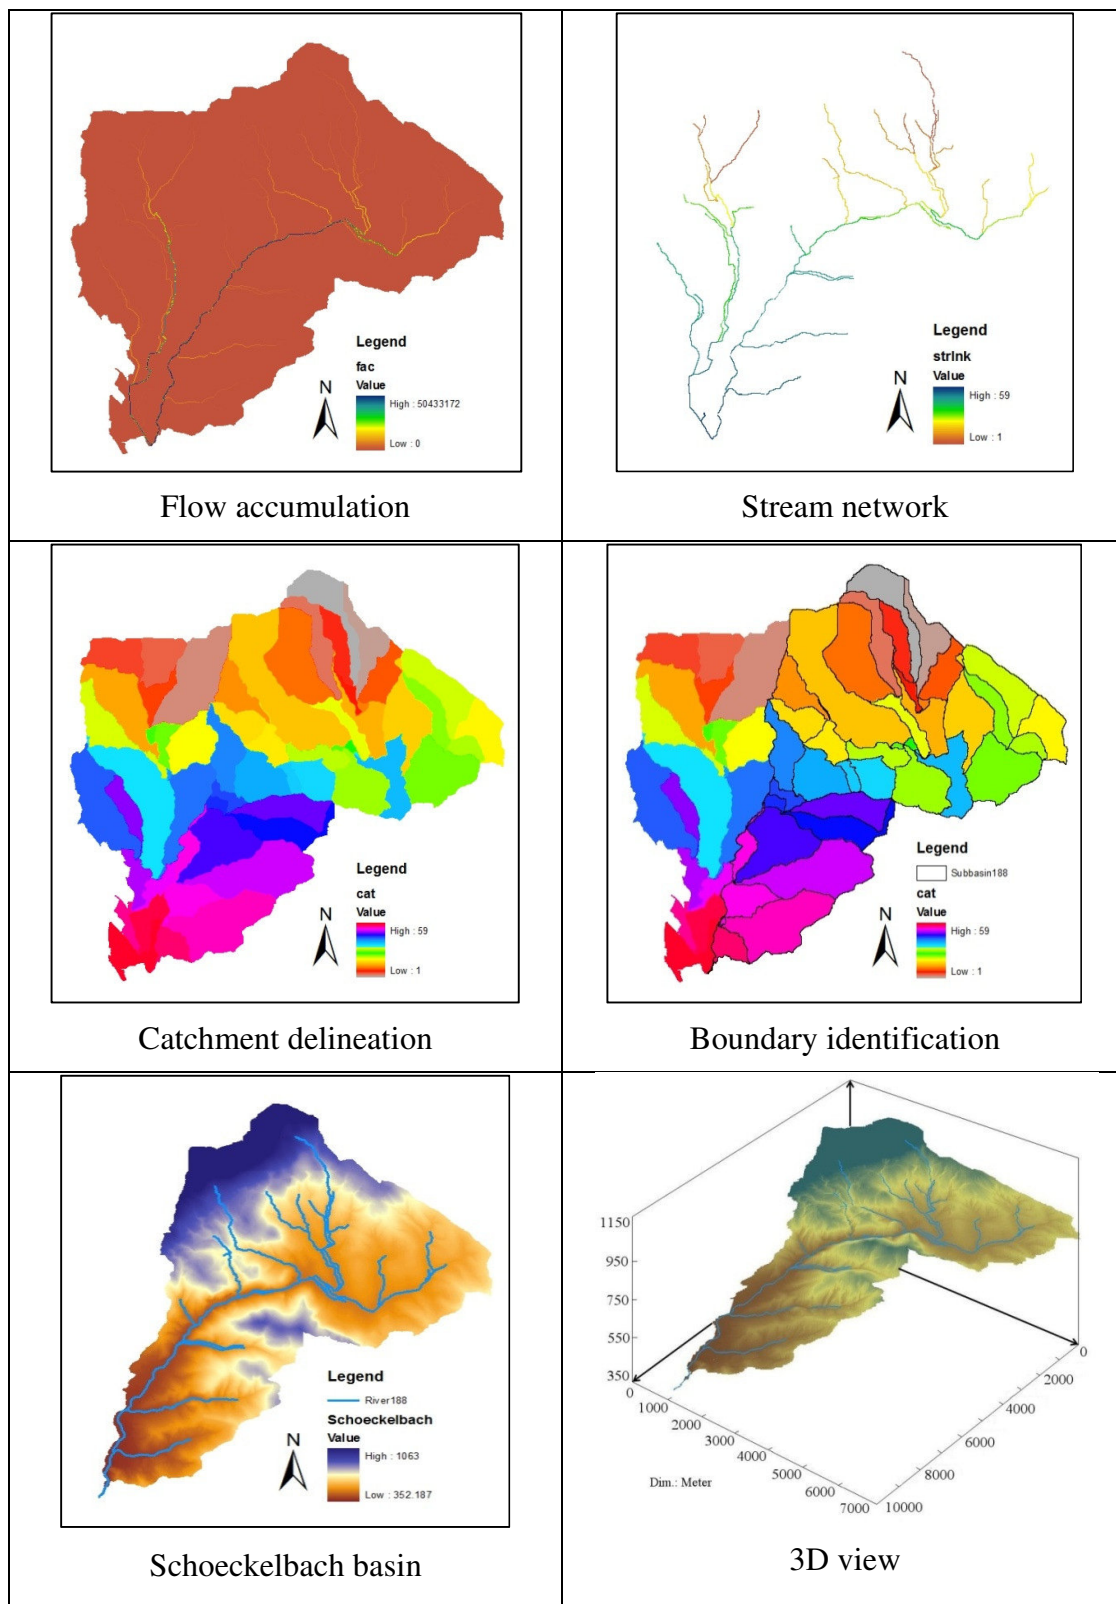 Legend
fac
Value
High : 50433172
Low : 0
N
Flow accumulation
Legend
strlnk
Value
High : 59
Low : 1
N
Stream network
Legend
cat
Value
High : 59
Low : 1
N
Catchment delineation
Legend
Subbasin188
cat
Value
High : 59
Low : 1
N
Boundary identification
Legend
River188
Schoeckelbach
Value
High : 1063
Low : 352.187
N
Schoeckelbach basin
1150
950
750
550
350
0
1000
2000
3000
4000
5000
6000
7000
0
2000
4000
6000
8000
10000
Dim.: Meter
3D view